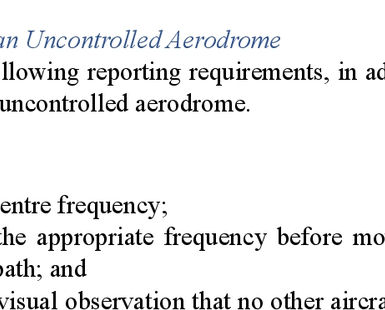 an Uncontrolled Aerodrome
llowing reporting requirements, in ad
uncontrolled aerodrome.
entre frequency;
the appropriate frequency before mo
path; and
visual observation that no other aircra